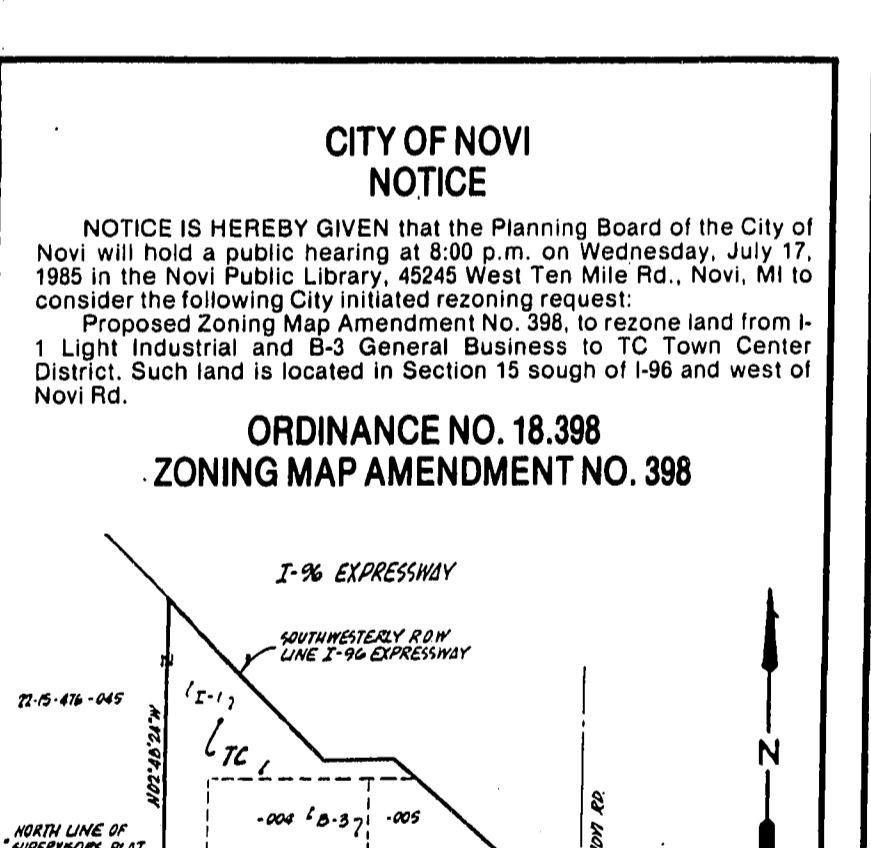 CITY OF NOVI
NOTICE
NOTICE IS HEREBY GIVEN that the Planning Board of the City of
Novi will hold a public hearing at 8:00 p.m. on Wednesday, July 17,
1985 in the Novi Public Library, 45245 West Ten Mile Rd., Novi, MI to
consider the following City initiated rezoning request:
Proposed Zoning Map Amendment No. 398, to rezone land from I-
1 Light Industrial and B-3 General Business to TC Town Center
District. Such land is located in Section 15 sough of I-96 and west of
Novi Rd.
ORDINANCE NO. 18.398
ZONING MAP AMENDMENT NO. 398
I-96 EXPRESSWAY
SOUTHWESTERLY ROW
LINE I-96 EXPRESSWAY
22-15-476-045
I-1
TC
N02°48'21"W
-004 B-3 -005
NOVI RD.
N
NORTH LINE OF
SUPERVISORS PLAT